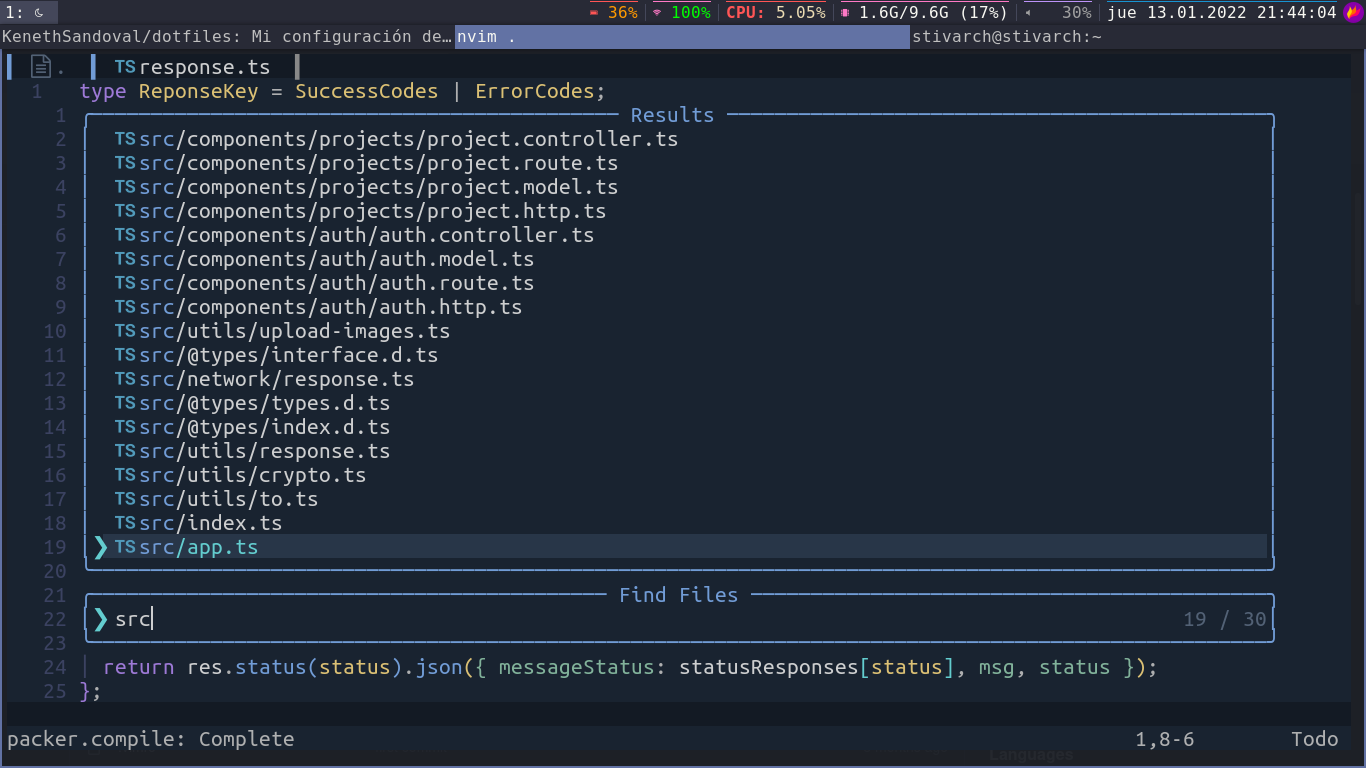 1: 36% 100% CPU: 5.05% 1.6G/9.6G (17%) 30% jue 13.01.2022 21:44:04
KenethSandoval/dotfiles: Mi configuración de… nvim . stivarch@stivarch:~
. TS response.ts
1 type ReponseKey = SuccessCodes | ErrorCodes;
1 Results
2 TS src/components/projects/project.controller.ts
3 TS src/components/projects/project.route.ts
4 TS src/components/projects/project.model.ts
5 TS src/components/projects/project.http.ts
6 TS src/components/auth/auth.controller.ts
7 TS src/components/auth/auth.model.ts
8 TS src/components/auth/auth.route.ts
9 TS src/components/auth/auth.http.ts
10 TS src/utils/upload-images.ts
11 TS src/@types/interface.d.ts
12 TS src/network/response.ts
13 TS src/@types/types.d.ts
14 TS src/@types/index.d.ts
15 TS src/utils/response.ts
16 TS src/utils/crypto.ts
17 TS src/utils/to.ts
18 TS src/index.ts
19 ❯ TS src/app.ts
20
21 Find Files
22 ❯ src 19 / 30
23
24 return res.status(status).json({ messageStatus: statusResponses[status], msg, status });
25 };
packer.compile: Complete 1,8-6 Todo
Languages